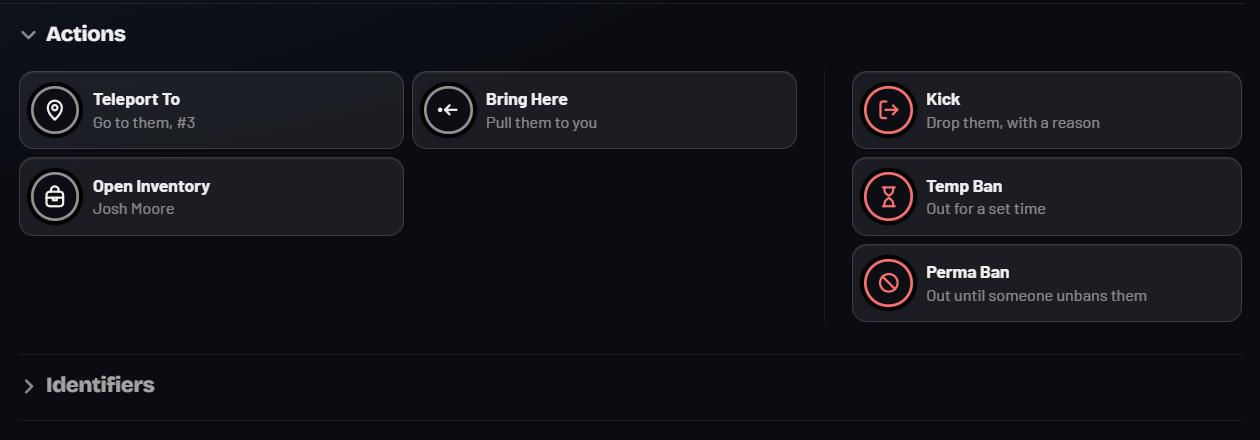 Actions
Teleport To
Go to them, #3
Bring Here
Pull them to you
Open Inventory
Josh Moore
Kick
Drop them, with a reason
Temp Ban
Out for a set time
Perma Ban
Out until someone unbans them
Identifiers